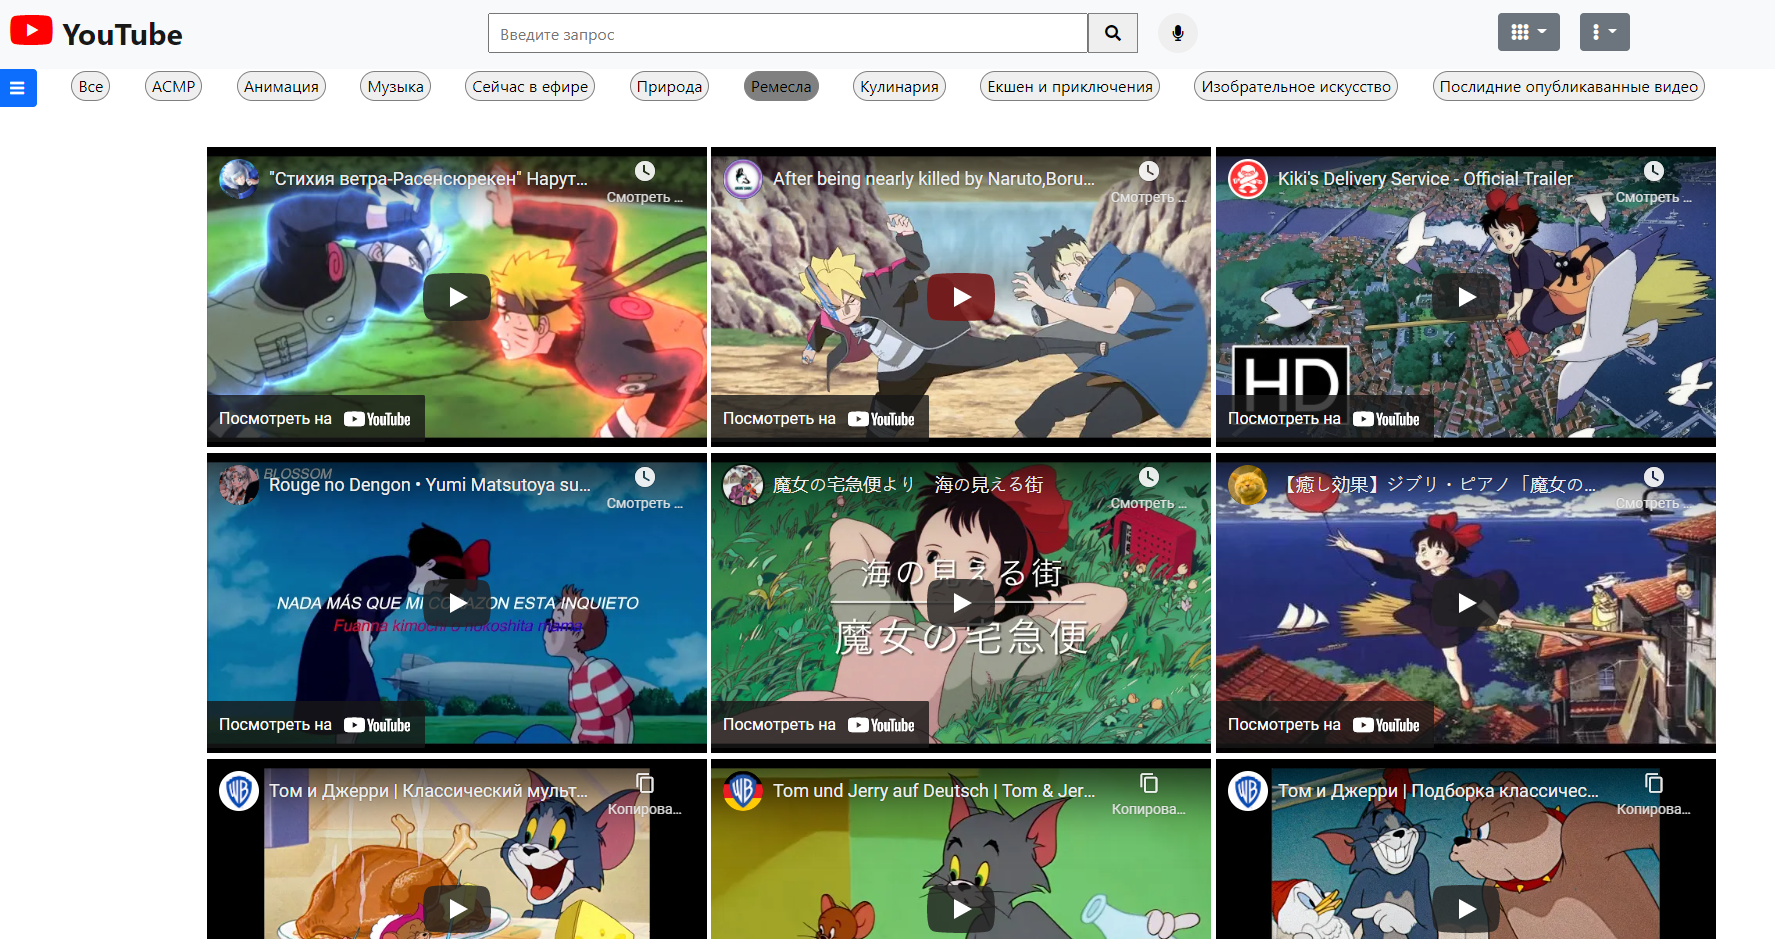 YouTube
Введите запрос
Все
АСМР
Анимация
Музыка
Сейчас в ефире
Природа
Ремесла
Кулинария
Екшен и приключения
Изобрательное искусство
Послидние опубликаванные видео
"Стихия ветра-Расенсюрекен" Нарут...
Смотреть ...
After being nearly killed by Naruto,Boru...
Смотреть ...
Kiki's Delivery Service - Official Trailer
Смотреть ...
HD
Посмотреть на YouTube
Посмотреть на YouTube
Посмотреть на YouTube
BLOSSOM
Rouge no Dengon • Yumi Matsutoya su...
Смотреть ...
魔女の宅急便より 海の見える街
Смотреть ...
【癒し効果】ジブリ・ピアノ「魔女の...
Смотреть ...
NADA MÁS QUE MI CORAZON ESTA INQUIETO
Fuanna kimochi o nokoshita mama
海の見える街
魔女の宅急便
Посмотреть на YouTube
Посмотреть на YouTube
Посмотреть на YouTube
Том и Джерри | Классический мульт...
Копирова...
Tom und Jerry auf Deutsch | Tom & Jer...
Копирова...
Том и Джерри | Подборка классичес...
Копирова...